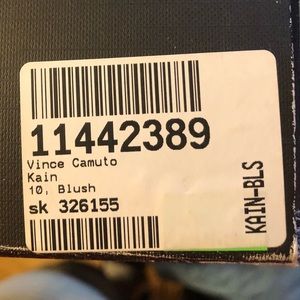 11442389
Vince Camuto
Kain
10, Blush
sk 326155
KAIN-BLS